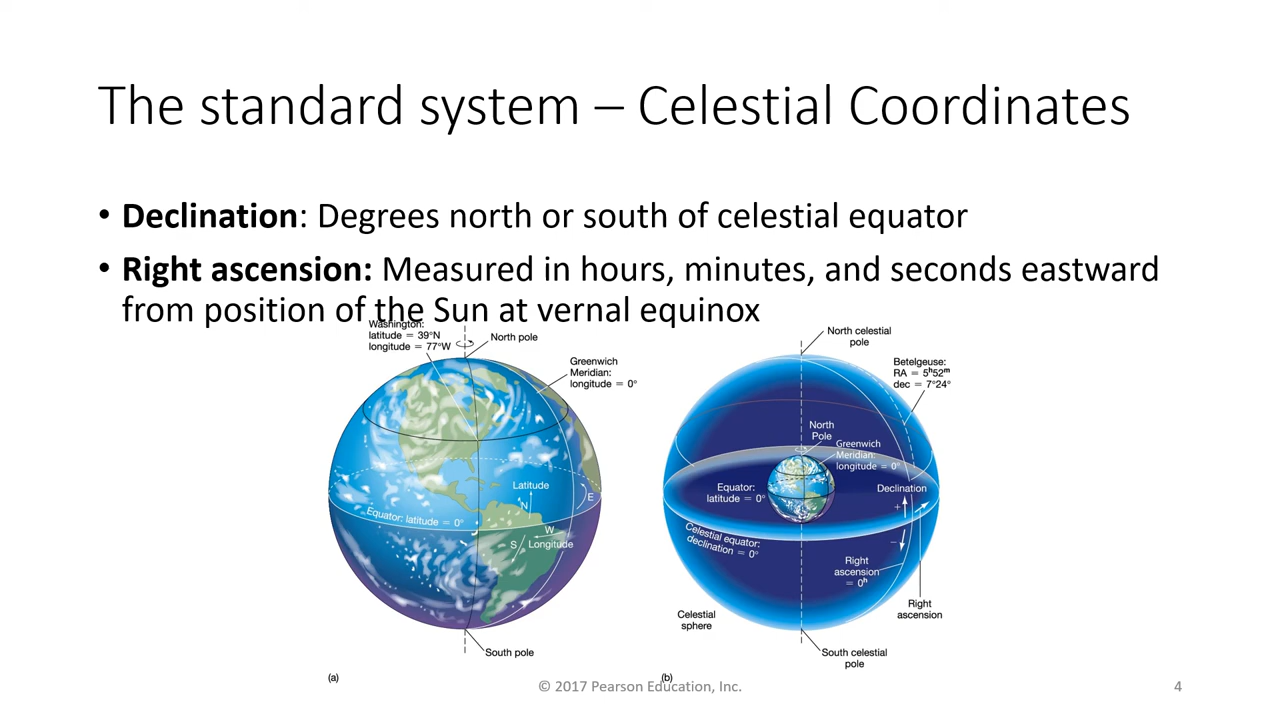 The standard system – Celestial Coordinates
• Declination: Degrees north or south of celestial equator
• Right ascension: Measured in hours, minutes, and seconds eastward
from position of the Sun at vernal equinox
Washington:
latitude = 39°N
longitude = 77°W
North pole
Greenwich
Meridian:
longitude = 0°
Latitude
N
E
Equator: latitude = 0°
W
S
Longitude
South pole
(a)
North celestial
pole
Betelgeuse:
RA = 5ʰ52ᵐ
dec = 7°24°
North
Pole
Greenwich
Meridian:
longitude = 0°
Equator:
latitude = 0°
Declination
+
−
Celestial equator:
declination = 0°
Right
ascension
= 0ʰ
Right
ascension
Celestial
sphere
South celestial
pole
(b)
© 2017 Pearson Education, Inc.
4